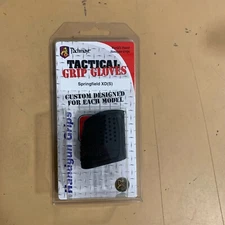 Pachmayr
TACTICAL
GRIP GLOVES
Springfield XD(S)
CUSTOM DESIGNED
FOR EACH MODEL
Handgun Grips